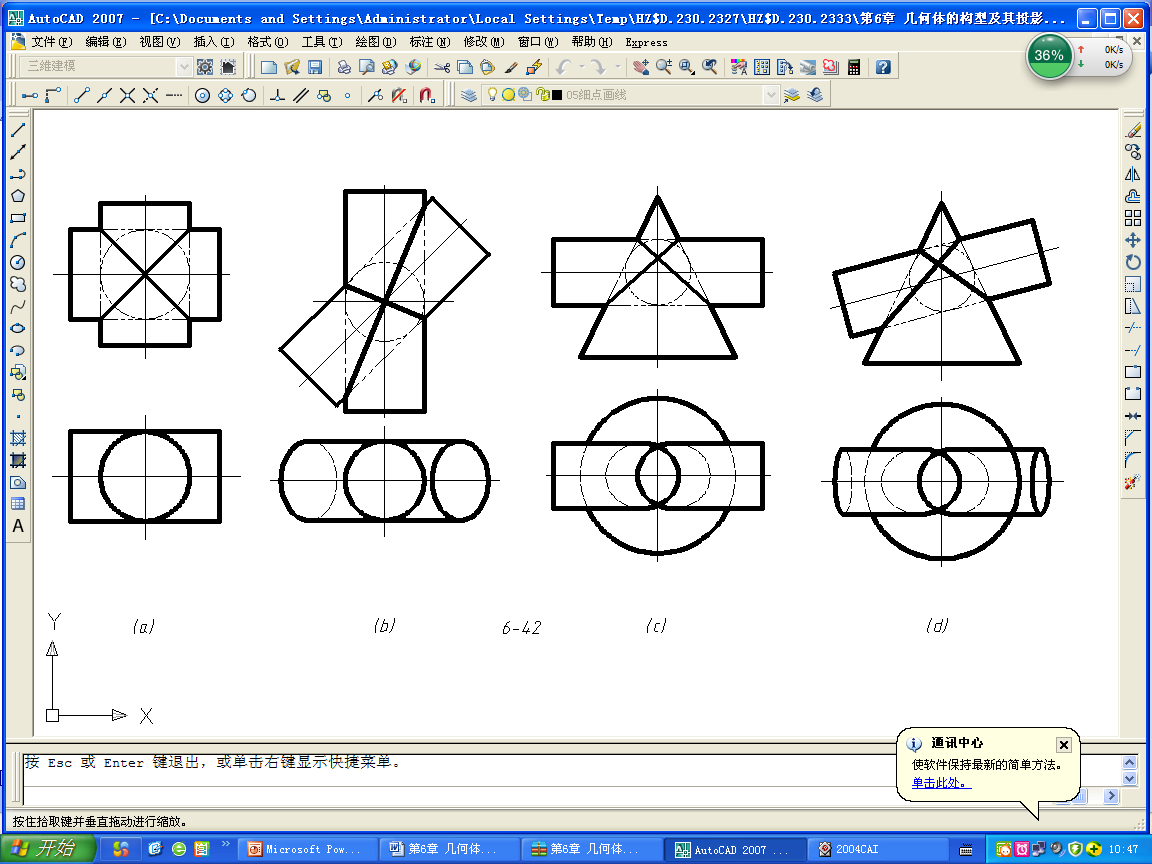 AutoCAD 2007 - [C:\Documents and Settings\Administrator\Local Settings\Temp\HZ$D.230.2327\HZ$D.230.2333\第6章 几何体的构型及其投影...
文件(F) 编辑(E) 视图(V) 插入(I) 格式(O) 工具(T) 绘图(D) 标注(N) 修改(M) 窗口(W) 帮助(H) Express
36% 0K/s
0K/s
三维建模
05细点画线
A
Y
(a) (b) 6-42 (c) (d)
X
按 Esc 或 Enter 键退出，或单击右键显示快捷菜单。
通讯中心
使软件保持最新的简单方法。
单击此处。
按住拾取键并垂直拖动进行缩放。
开始 Microsoft Pow... 第6章 几何体... 第6章 几何体... AutoCAD 2007 ... 2004CAI 10:47